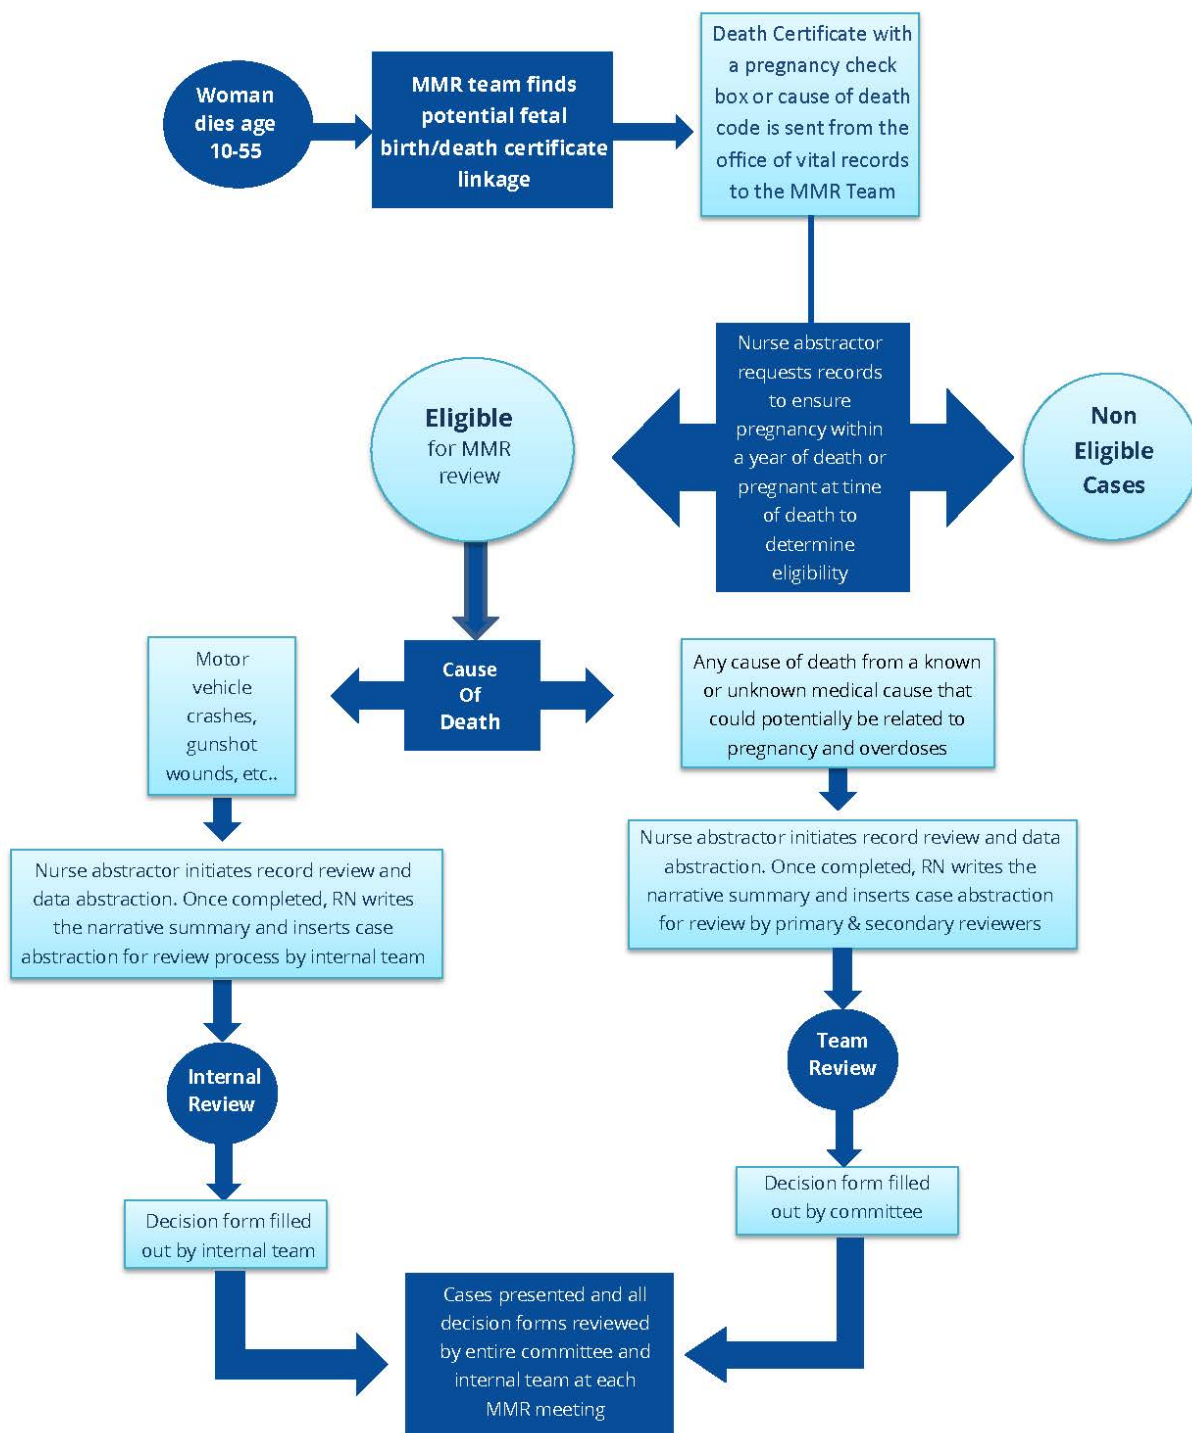 Woman
dies age
10-55
MMR team finds
potential fetal
birth/death certificate
linkage
Death Certificate with
a pregnancy check
box or cause of death
code is sent from the
office of vital records
to the MMR Team
Nurse abstractor
requests records
to ensure
pregnancy within
a year of death or
pregnant at time
of death to
determine
eligibility
Eligible
for MMR
review
Non
Eligible
Cases
Cause
Of
Death
Motor
vehicle
crashes,
gunshot
wounds, etc..
Any cause of death from a known
or unknown medical cause that
could potentially be related to
pregnancy and overdoses
Nurse abstractor initiates record review and
data abstraction. Once completed, RN writes
the narrative summary and inserts case
abstraction for review process by internal team
Nurse abstractor initiates record review and data
abstraction. Once completed, RN writes the
narrative summary and inserts case abstraction
for review by primary & secondary reviewers
Internal
Review
Team
Review
Decision form filled
out by internal team
Decision form filled
out by committee
Cases presented and all
decision forms reviewed
by entire committee and
internal team at each
MMR meeting